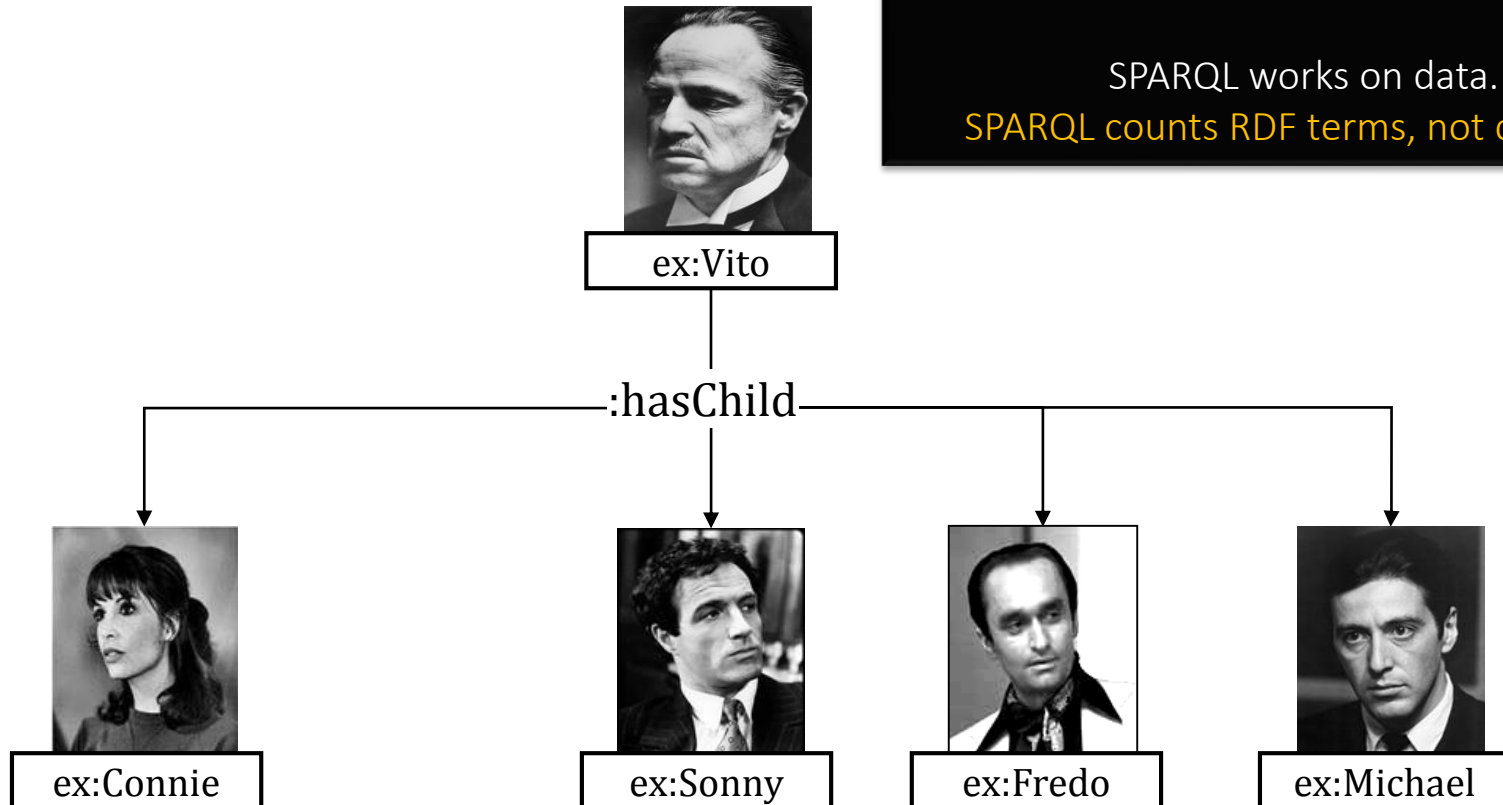 SPARQL works on data.
SPARQL counts RDF terms, not
ex:Vito
:hasChild
ex:Connie
ex:Sonny
ex:Fredo
ex:Michael